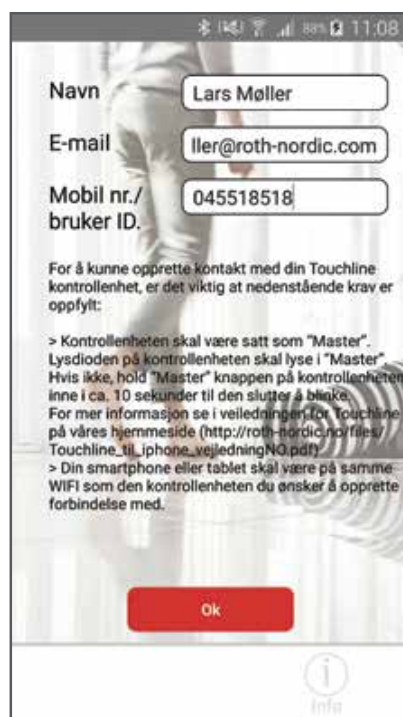 88% 11:08
Navn Lars Møller
E-mail ller@roth-nordic.com
Mobil nr./ 045518518
bruker ID.
For å kunne opprette kontakt med din Touchline
kontrollenhet, er det viktig at nedenstående krav er
oppfylt:
> Kontrollenheten skal være satt som "Master".
Lysdioden på kontrollenheten skal lyse i "Master".
Hvis ikke, hold "Master" knappen på kontrollenheten
inne i ca. 10 sekunder til den slutter å blinke.
For mer informasjon se i veiledningen for Touchline
på våres hjemmeside (http://roth-nordic.no/files/
Touchline_til_iphone_vejledningNO.pdf)
> Din smartphone eller tablet skal være på samme
WIFI som den kontrollenheten du ønsker å opprette
forbindelse med.
Ok
Info